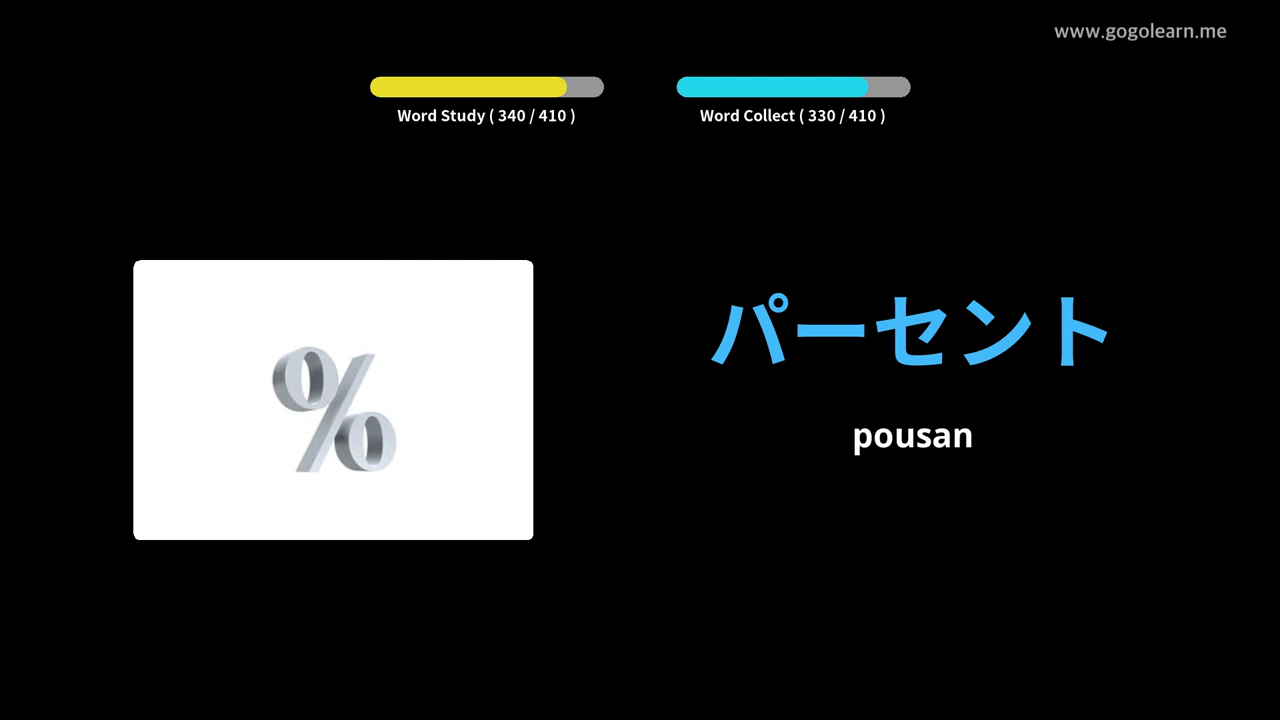 www.gogolearn.me
Word Study ( 340 / 410 )
Word Collect ( 330 / 410 )
%
パーセント
pousan